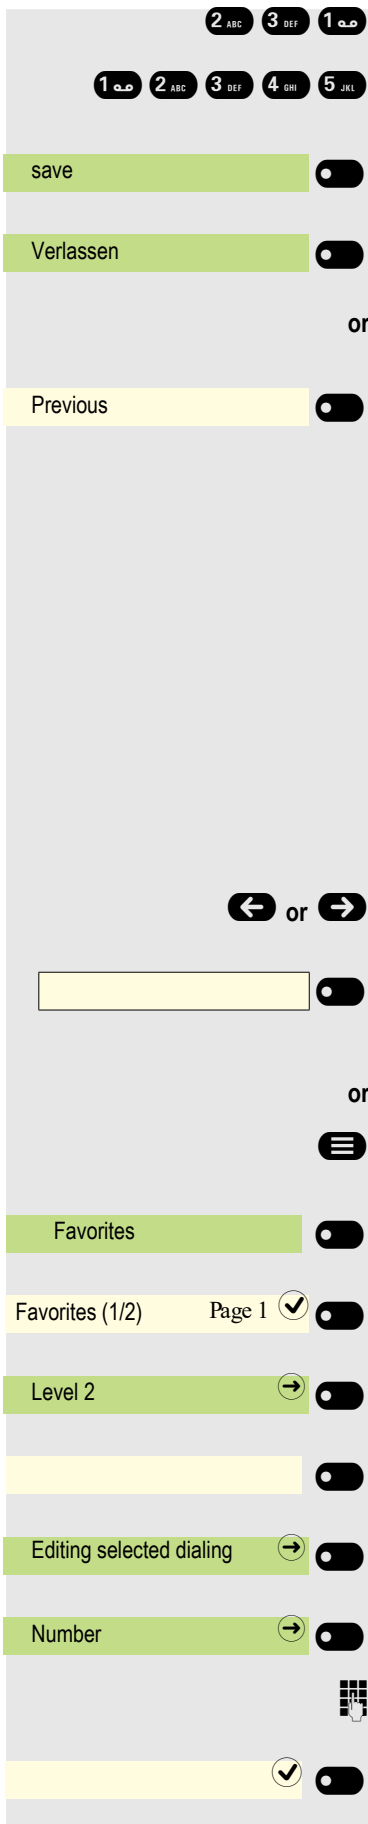 2 ABC 3 DEF 1
1 2 ABC 3 DEF 4 GHI 5 JKL
save
Verlassen
or
Previous
or
or
Favorites
Favorites (1/2) Page 1
Level 2
Editing selected dialing
Number